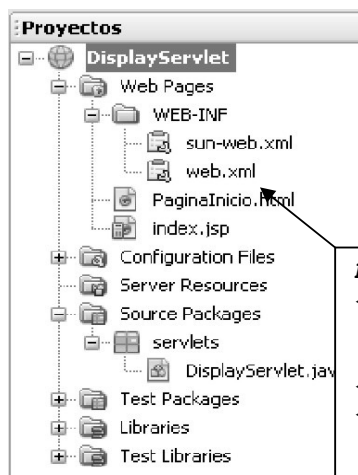 Proyectos
DisplayServlet
Web Pages
WEB-INF
sun-web.xml
web.xml
PaginaInicio.html
index.jsp
Configuration Files
Server Resources
Source Packages
servlets
DisplayServlet.jav
Test Packages
Libraries
Test Libraries